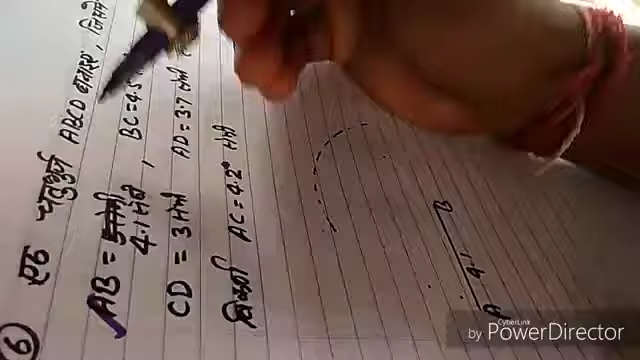 6 एक चतुर्भुज ABCD बनाइए, जिसमें
AB = 4.1 सेमी, BC = 4.5
CD = 3 सेमी AD = 3.7 सेमी
विकर्ण AC = 4.2 सेमी
A 4.1 B
CyberLink
by PowerDirector